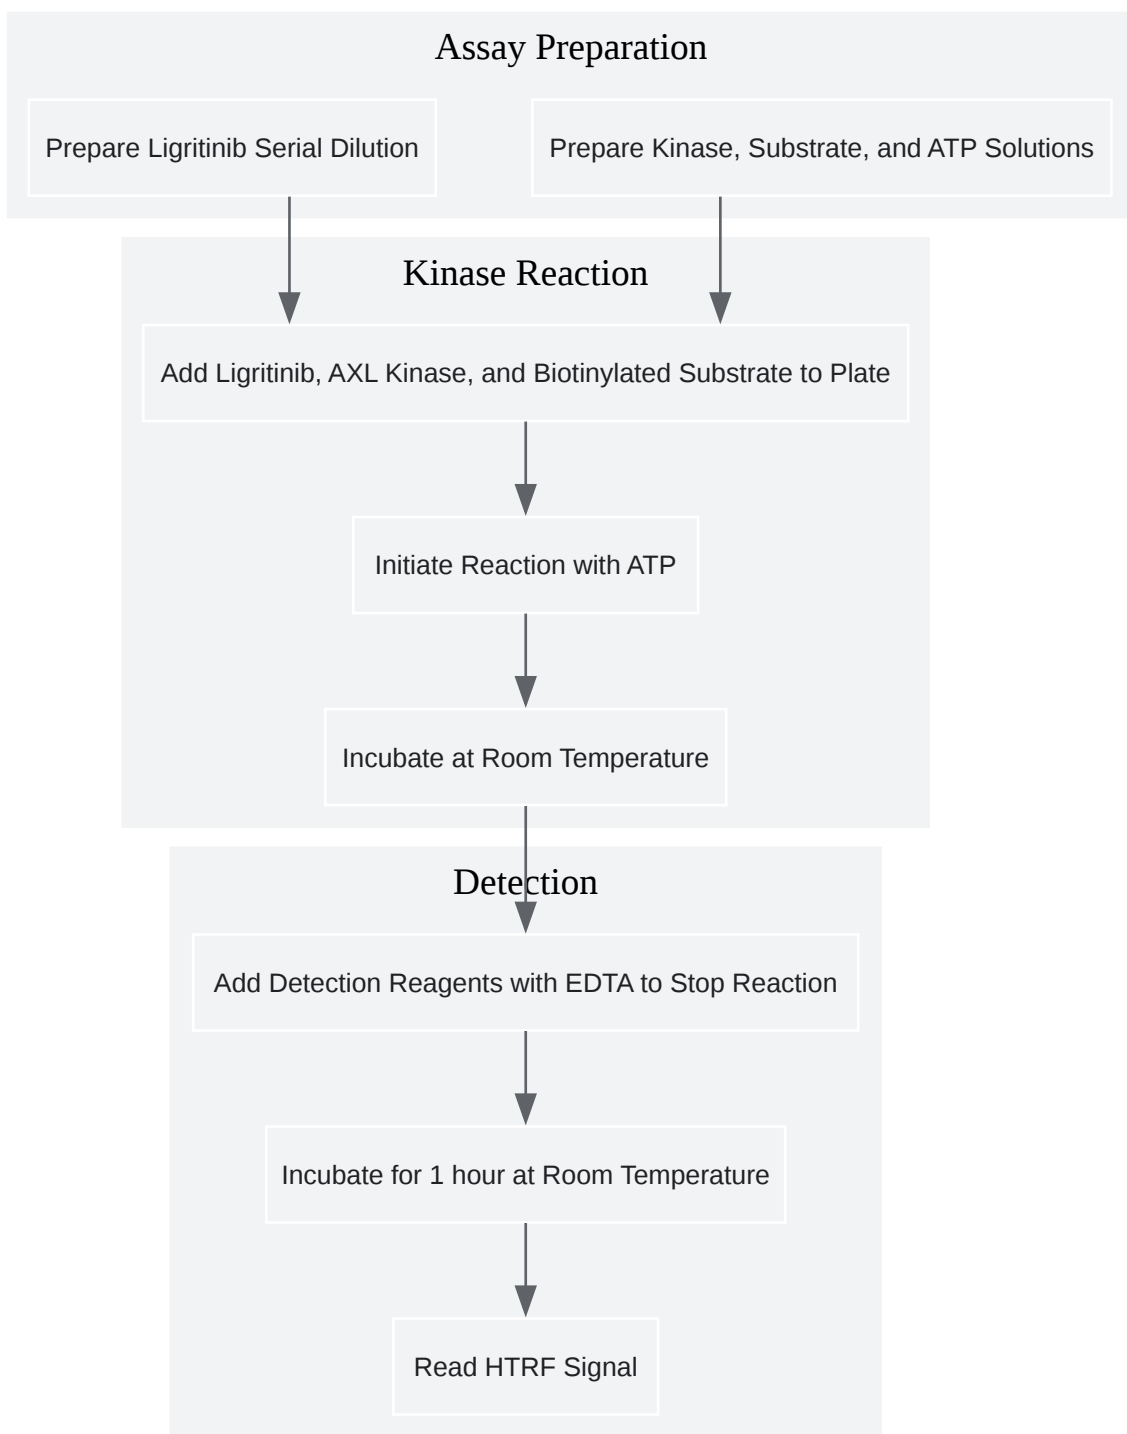 Assay Preparation
Prepare Ligritinib Serial Dilution
Prepare Kinase, Substrate, and ATP Solutions
Kinase Reaction
Add Ligritinib, AXL Kinase, and Biotinylated Substrate to Plate
Initiate Reaction with ATP
Incubate at Room Temperature
Detection
Add Detection Reagents with EDTA to Stop Reaction
Incubate for 1 hour at Room Temperature
Read HTRF Signal